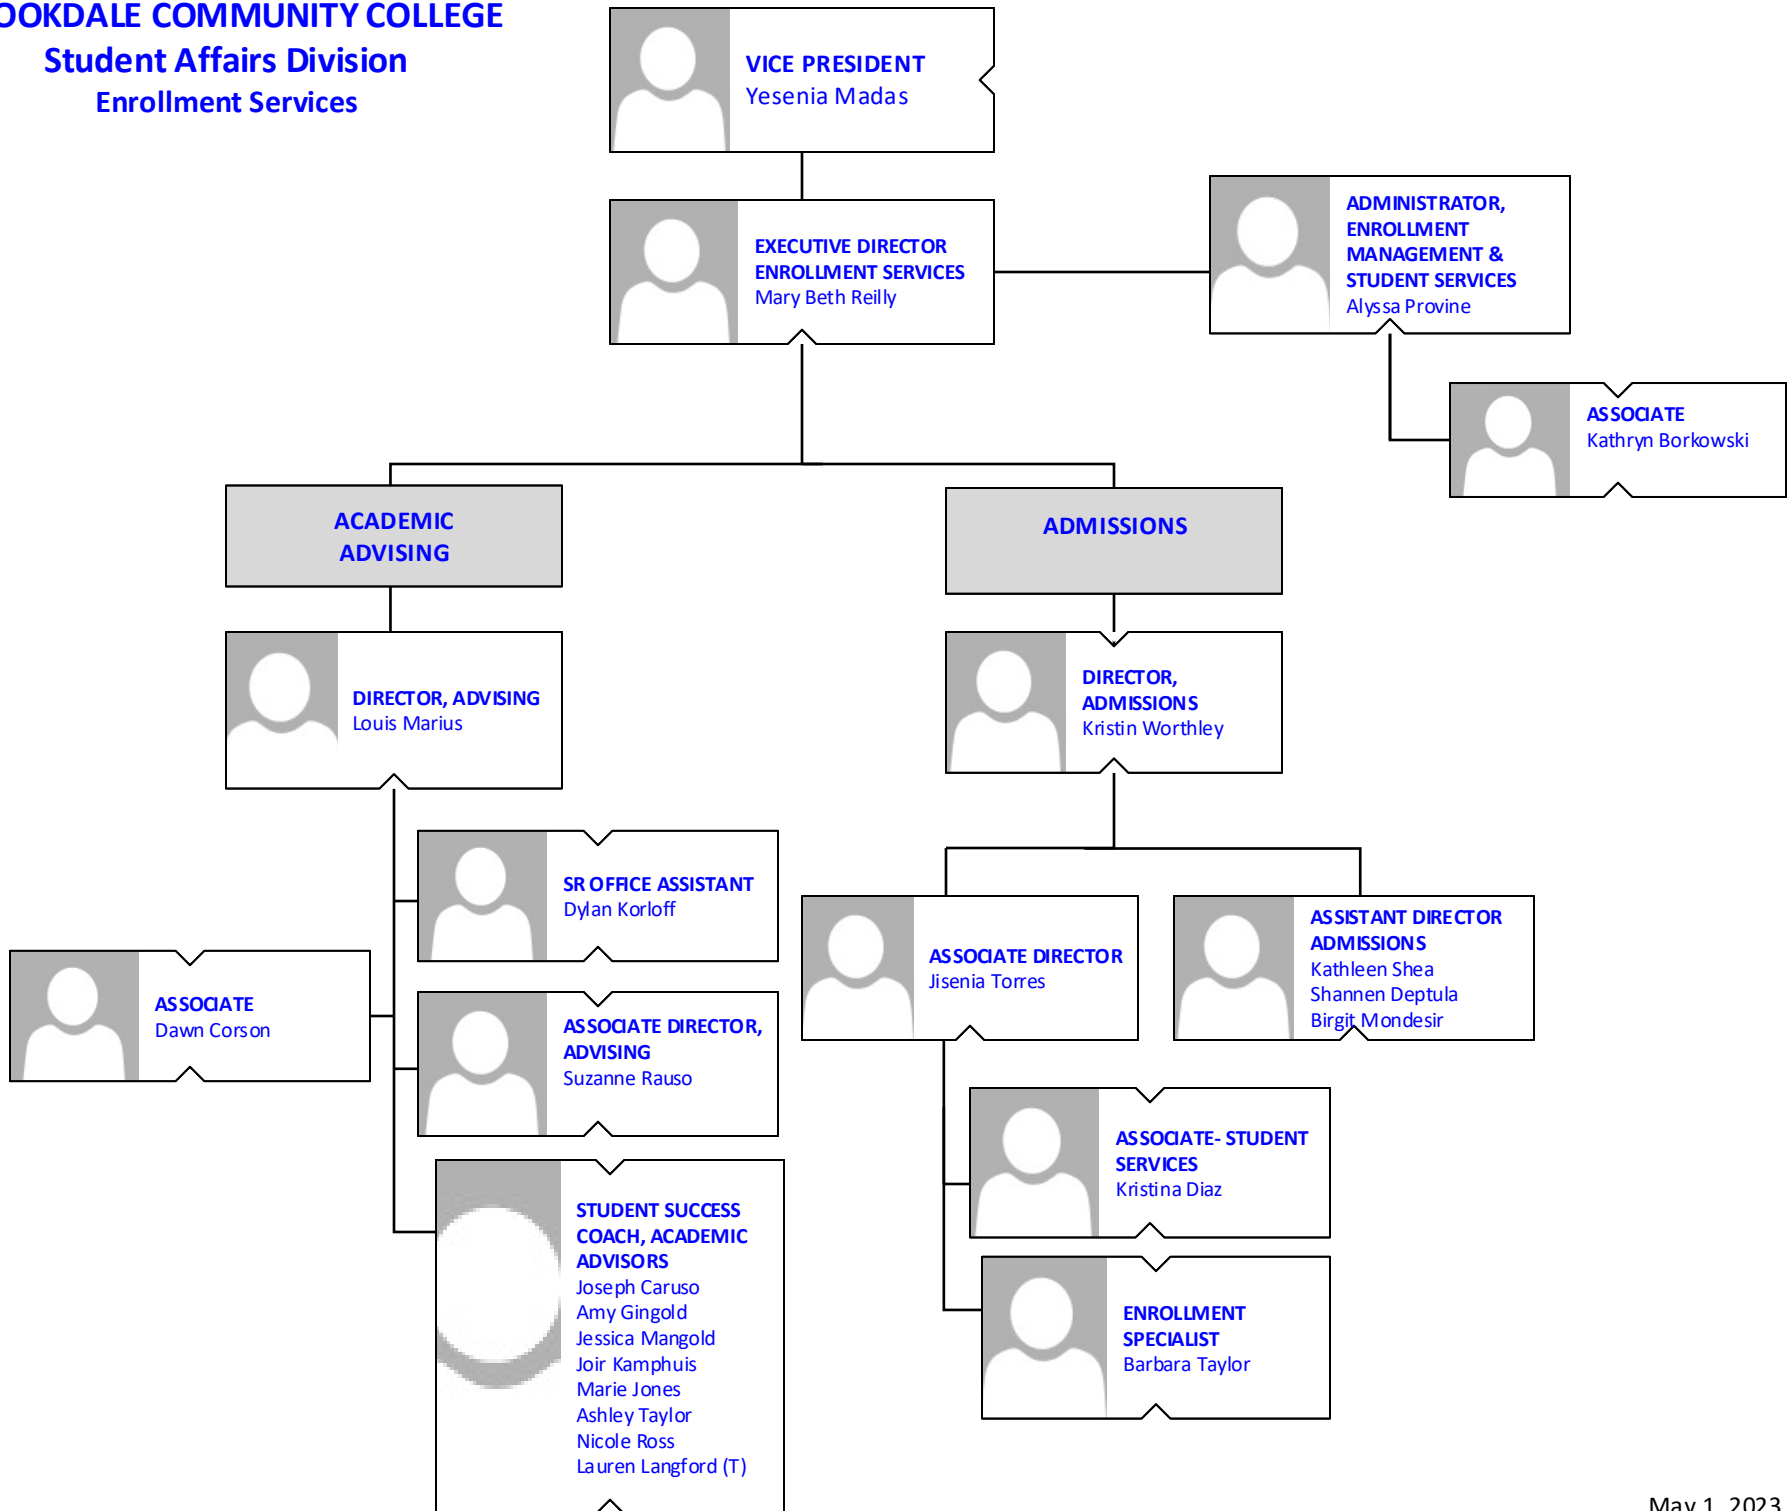 OOKDALE COMMUNITY COLLEGE
Student Affairs Division
Enrollment Services
VICE PRESIDENT
Yesenia Madas
EXECUTIVE DIRECTOR
ENROLLMENT SERVICES
Mary Beth Reilly
ADMINISTRATOR,
ENROLLMENT
MANAGEMENT &
STUDENT SERVICES
Alyssa Provine
ASSOCIATE
Kathryn Borkowski
ACADEMIC
ADVISING
ADMISSIONS
DIRECTOR, ADVISING
Louis Marius
DIRECTOR,
ADMISSIONS
Kristin Worthley
SR OFFICE ASSISTANT
Dylan Korloff
ASSOCIATE
Dawn Corson
ASSOCIATE DIRECTOR,
ADVISING
Suzanne Rauso
STUDENT SUCCESS
COACH, ACADEMIC
ADVISORS
Joseph Caruso
Amy Gingold
Jessica Mangold
Joir Kamphuis
Marie Jones
Ashley Taylor
Nicole Ross
Lauren Langford (T)
ASSOCIATE DIRECTOR
Jisenia Torres
ASSISTANT DIRECTOR
ADMISSIONS
Kathleen Shea
Shannen Deptula
Birgit Mondesir
ASSOCIATE- STUDENT
SERVICES
Kristina Diaz
ENROLLMENT
SPECIALIST
Barbara Taylor
May 1, 2023